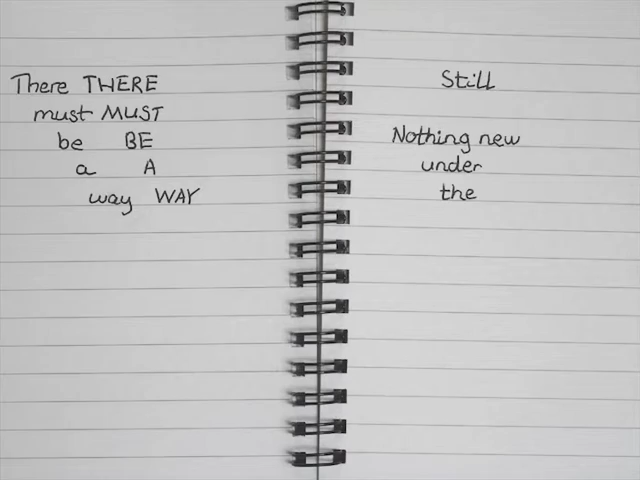 There THERE
must MUST
be BE
a A
way WAY
Still
Nothing new
under
the